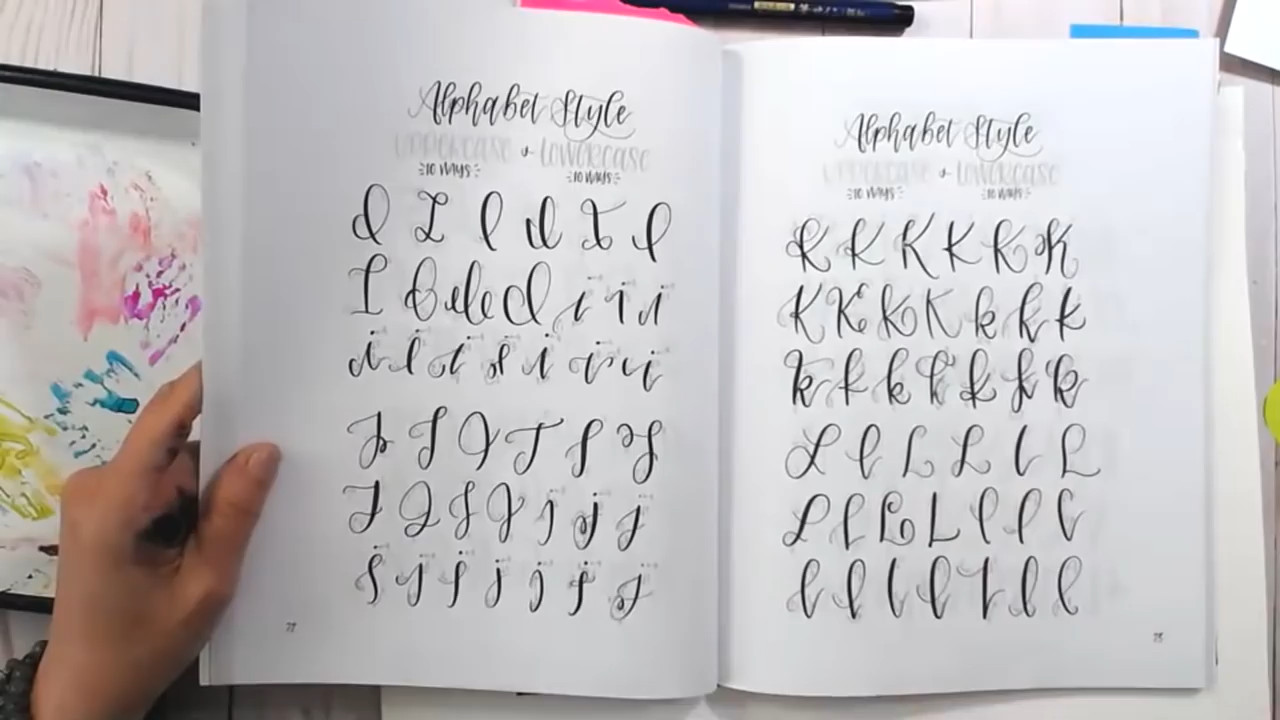 Alphabet Style
UPPERCASE & LOWERCASE
10 WAYS 10 WAYS
I I I I I I
I I I I i i i
i i i i i i i
J J J J J J
J J J J j j j
j j j j j j j
Alphabet Style
UPPERCASE & LOWERCASE
10 WAYS 10 WAYS
K K K K K K
K K K K k k k
k k k k k k k
L L L L L L
L L L L l l l
l l l l l l l